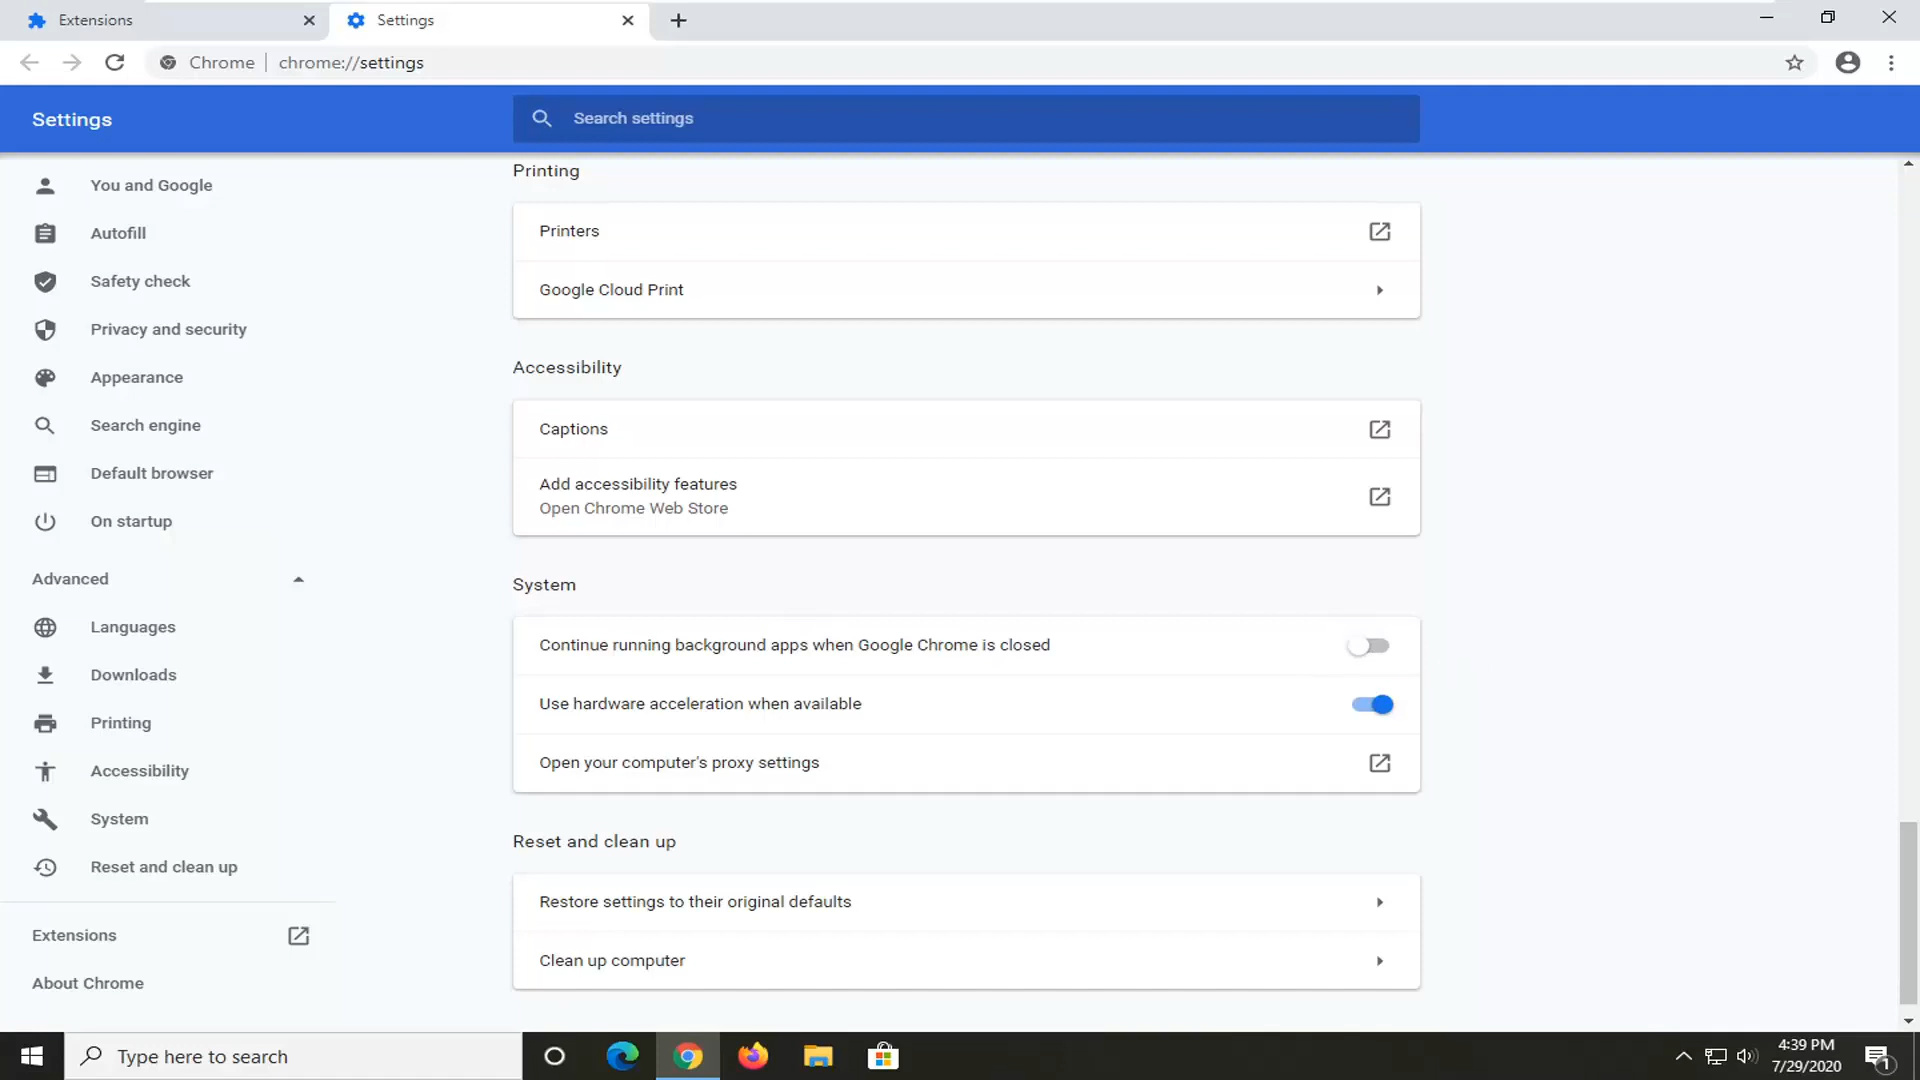 Extensions
Settings
Chrome
chrome://settings
Settings
Search settings
You and Google
Autofill
Safety check
Privacy and security
Appearance
Search engine
Default browser
On startup
Advanced
Languages
Downloads
Printing
Accessibility
System
Reset and clean up
Extensions
About Chrome
Printing
Printers
Google Cloud Print
Accessibility
Captions
Add accessibility features
Open Chrome Web Store
System
Continue running background apps when Google Chrome is closed
Use hardware acceleration when available
Open your computer's proxy settings
Reset and clean up
Restore settings to their original defaults
Clean up computer
Type here to search
4:39 PM
7/29/2020
1